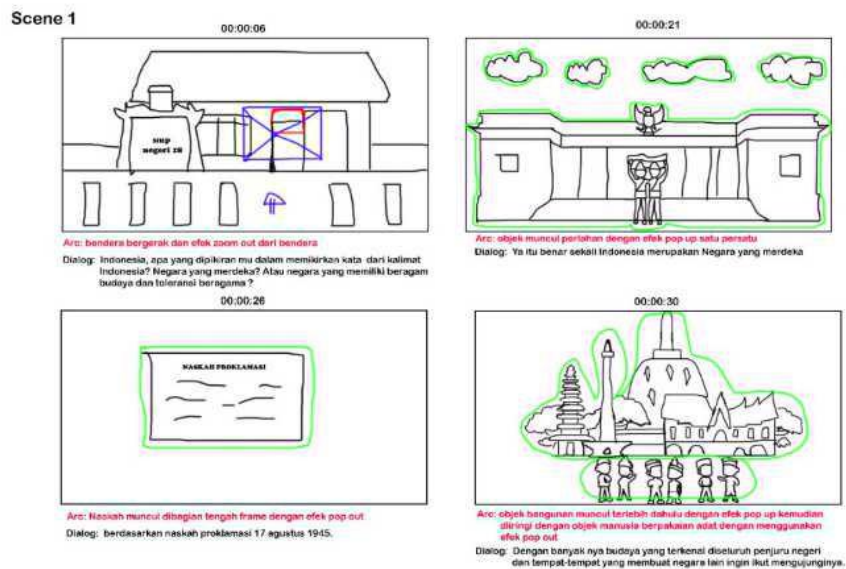 Scene 1
00:00:06
smp
negeri 28
Arc: bendera bergerak dan efek zoom out dari bendera
Dialog: Indonesia, apa yang dipikiran mu dalam memikirkan kata dari kalimat
Indonesia? Negara yang merdeka? Atau negara yang memiliki beragam
budaya dan toleransi beragama ?
00:00:21
Arc: objek muncul perlahan dengan efek pop up satu persatu
Dialog: Ya itu benar sekali Indonesia merupakan Negara yang merdeka
00:00:26
NASKAH PROKLAMASI
Arc: Naskah muncul dibagian tengah frame dengan efek pop out
Dialog: berdasarkan naskah proklamasi 17 agustus 1945.
00:00:30
Arc: objek bangunan muncul terlebih dahulu dengan efek pop up kemudian
diiringi dengan objek manusia berpakaian adat dengan menggunakan
efek pop out
Dialog: Dengan banyak nya budaya yang terkenal diseluruh penjuru negeri
dan tempat-tempat yang membuat negara lain ingin ikut mengujunginya.